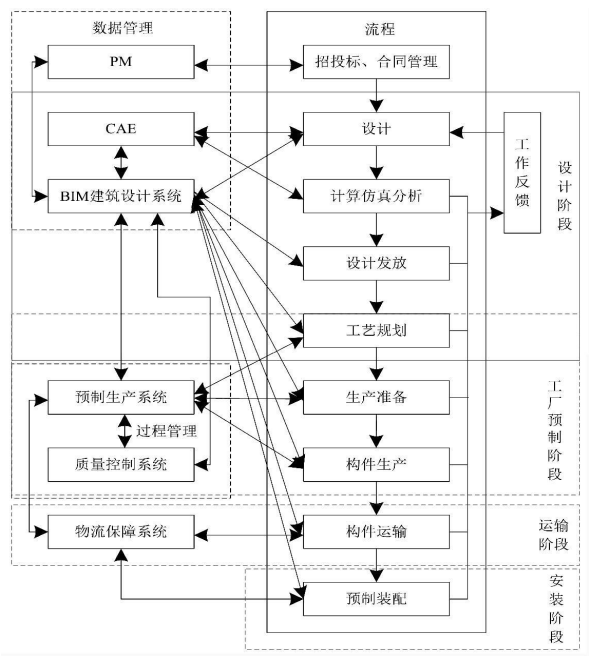 数据管理
流程
PM
招投标、合同管理
CAE
设计
工作反馈
设计阶段
BIM建筑设计系统
计算仿真分析
设计发放
工艺规划
预制生产系统
生产准备
工厂预制阶段
过程管理
质量控制系统
构件生产
物流保障系统
构件运输
运输
阶段
预制装配
安装阶段